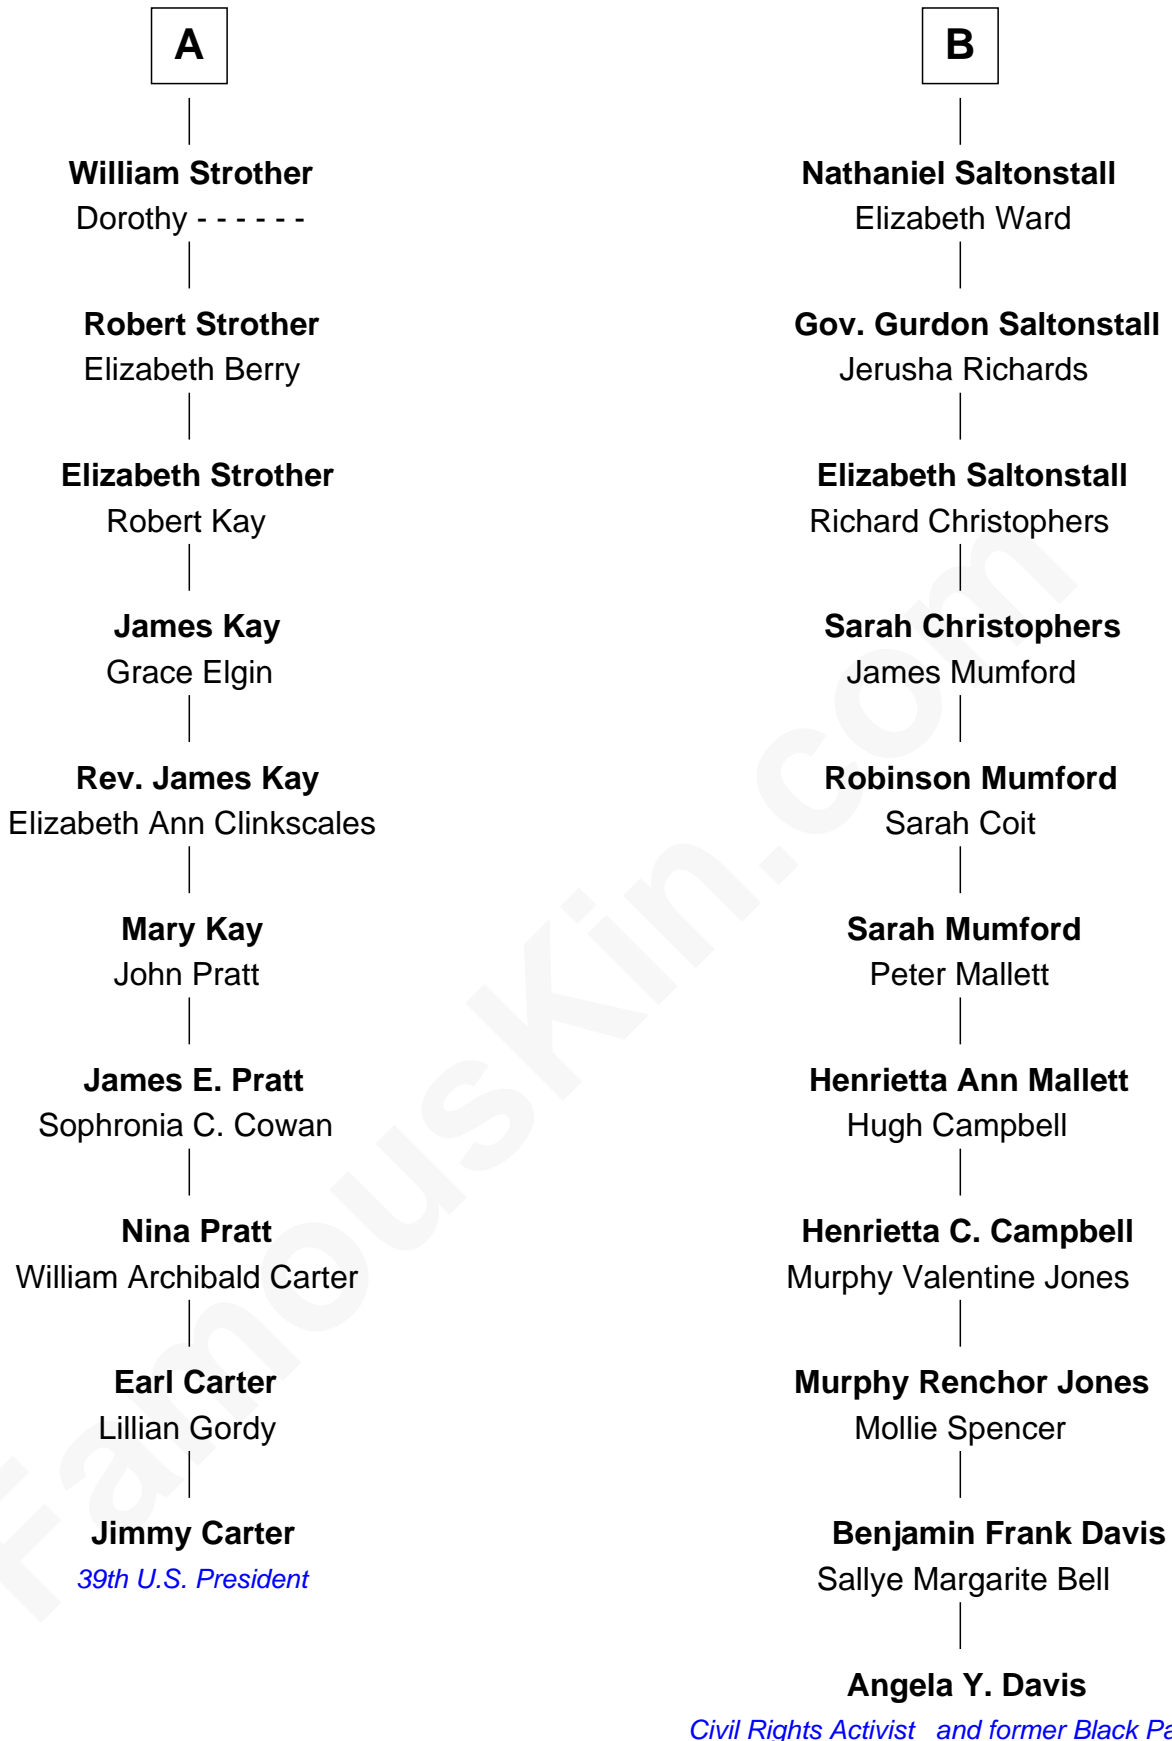 A
William Strother
Dorothy - - - - - -
Robert Strother
Elizabeth Berry
Elizabeth Strother
Robert Kay
James Kay
Grace Elgin
Rev. James Kay
Elizabeth Ann Clinkscales
Mary Kay
John Pratt
James E. Pratt
Sophronia C. Cowan
Nina Pratt
William Archibald Carter
Earl Carter
Lillian Gordy
Jimmy Carter
39th U.S. President
B
Nathaniel Saltonstall
Elizabeth Ward
Gov. Gurdon Saltonstall
Jerusha Richards
Elizabeth Saltonstall
Richard Christophers
Sarah Christophers
James Mumford
Robinson Mumford
Sarah Coit
Sarah Mumford
Peter Mallett
Henrietta Ann Mallett
Hugh Campbell
Henrietta C. Campbell
Murphy Valentine Jones
Murphy Renchor Jones
Mollie Spencer
Benjamin Frank Davis
Sallye Margarite Bell
Angela Y. Davis
Civil Rights Activist and former Black Pa
FamousKin.com